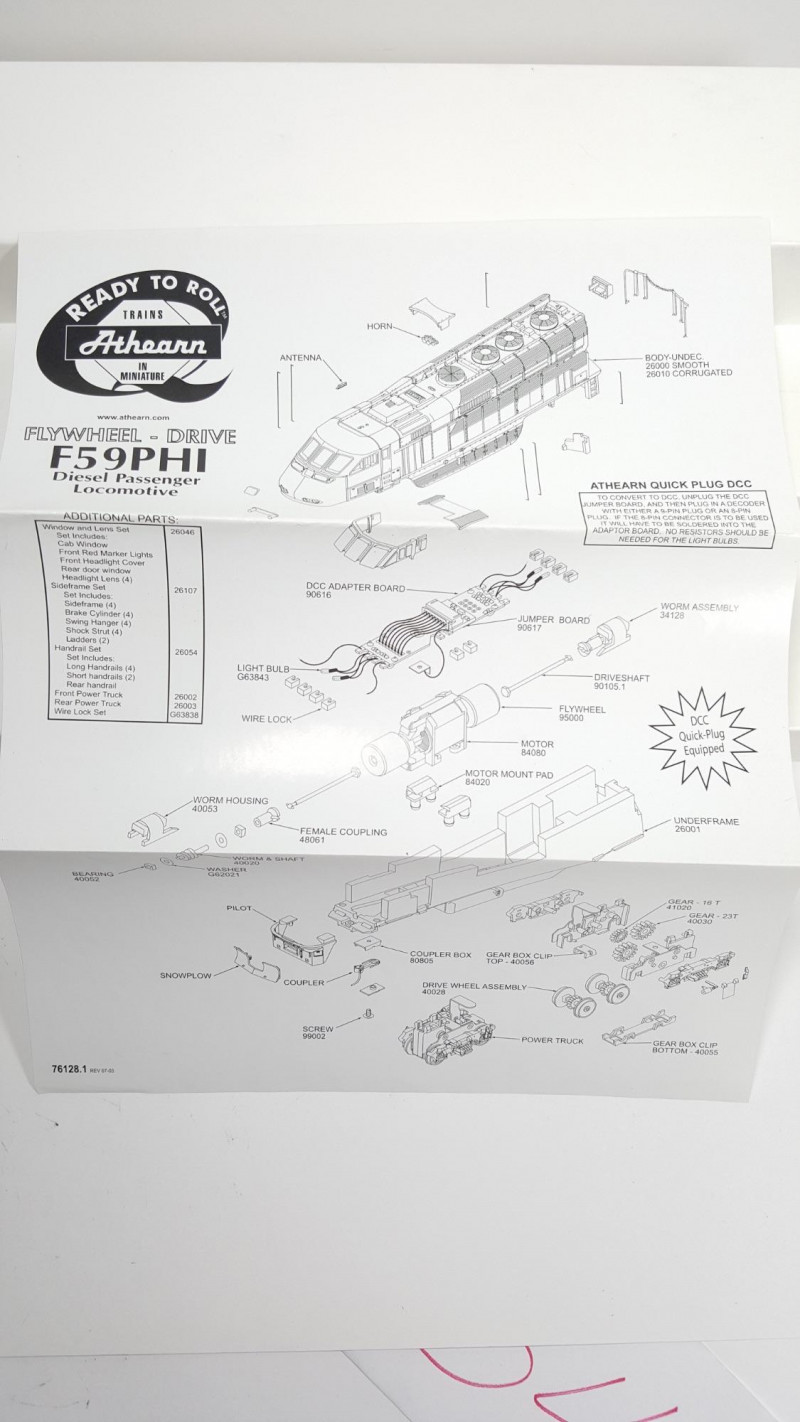 READY TO ROLL™
TRAINS
Athearn
IN
MINIATURE
www.athearn.com
FLYWHEEL - DRIVE
F59PHI
Diesel Passenger
Locomotive
ADDITIONAL PARTS:
Window and Lens Set 26046
Set Includes:
Cab Window
Front Red Marker Lights
Front Headlight Cover
Rear door window
Headlight Lens (4)
Sideframe Set 26107
Set Includes:
Sideframe (4)
Brake Cylinder (4)
Swing Hanger (4)
Shock Strut (4)
Ladders (2)
Handrail Set 26054
Set Includes:
Long Handrails (4)
Short handrails (2)
Rear handrail
Front Power Truck 26002
Rear Power Truck 26003
Wire Lock Set G63838
HORN
ANTENNA
BODY-UNDEC.
26000 SMOOTH
26010 CORRUGATED
ATHEARN QUICK PLUG DCC
TO CONVERT TO DCC, UNPLUG THE DCC
JUMPER BOARD, AND THEN PLUG IN A DECODER
WITH EITHER A 9-PIN PLUG OR AN 8-PIN
PLUG. IF THE 8-PIN CONNECTOR IS TO BE USED
IT WILL HAVE TO BE SOLDERED INTO THE
ADAPTOR BOARD. NO RESISTORS SHOULD BE
NEEDED FOR THE LIGHT BULBS.
DCC ADAPTER BOARD
90616
JUMPER BOARD
90617
WORM ASSEMBLY
34128
LIGHT BULB
G63843
WIRE LOCK
DRIVESHAFT
90105.1
FLYWHEEL
95000
MOTOR
84080
MOTOR MOUNT PAD
84020
DCC
Quick-Plug
Equipped
WORM HOUSING
40053
FEMALE COUPLING
48061
UNDERFRAME
26001
WORM & SHAFT
40020
WASHER
G62021
BEARING
40052
PILOT
SNOWPLOW
COUPLER
COUPLER BOX
80805
SCREW
99002
GEAR - 16 T
41020
GEAR - 23T
40030
GEAR BOX CLIP
TOP - 40056
DRIVE WHEEL ASSEMBLY
40028
POWER TRUCK
GEAR BOX CLIP
BOTTOM - 40055
76128.1